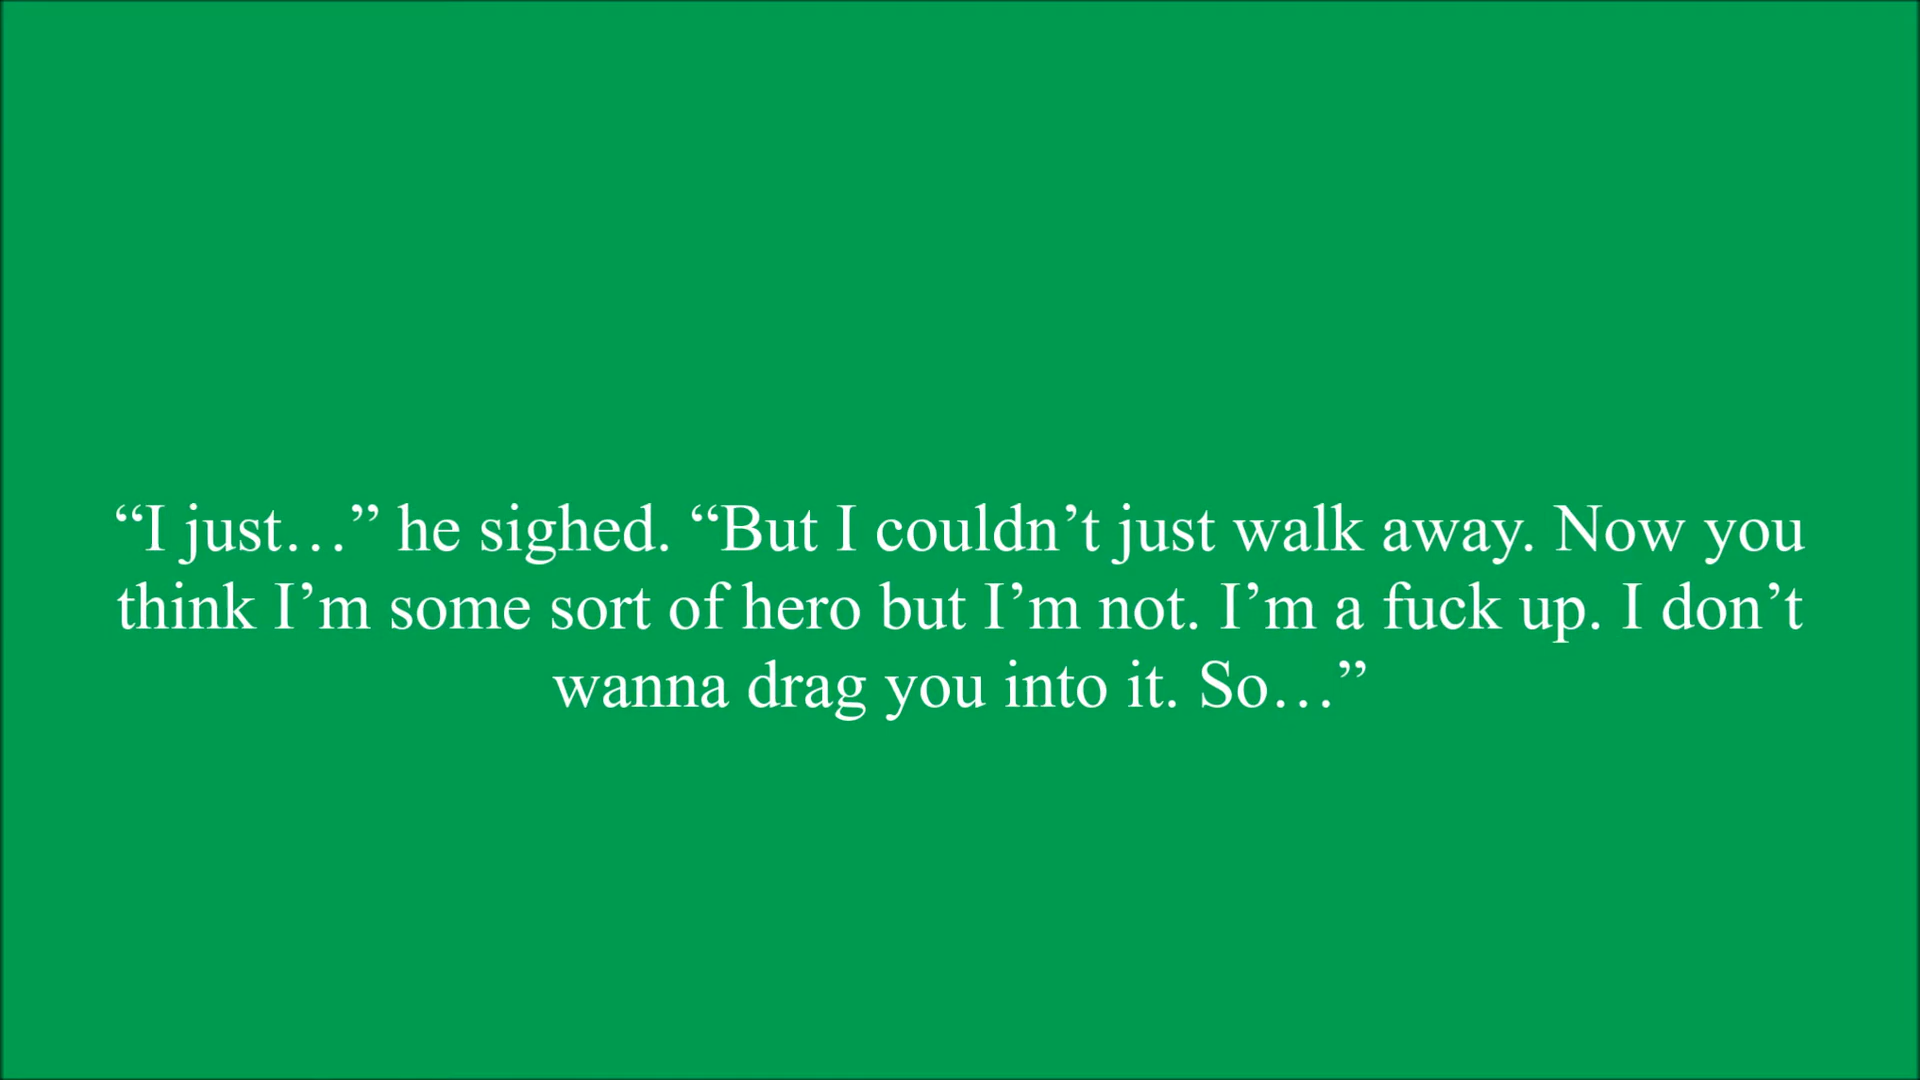 “I just…” he sighed. “But I couldn’t just walk away. Now you
think I’m some sort of hero but I’m not. I’m a fuck up. I don’t
wanna drag you into it. So…”